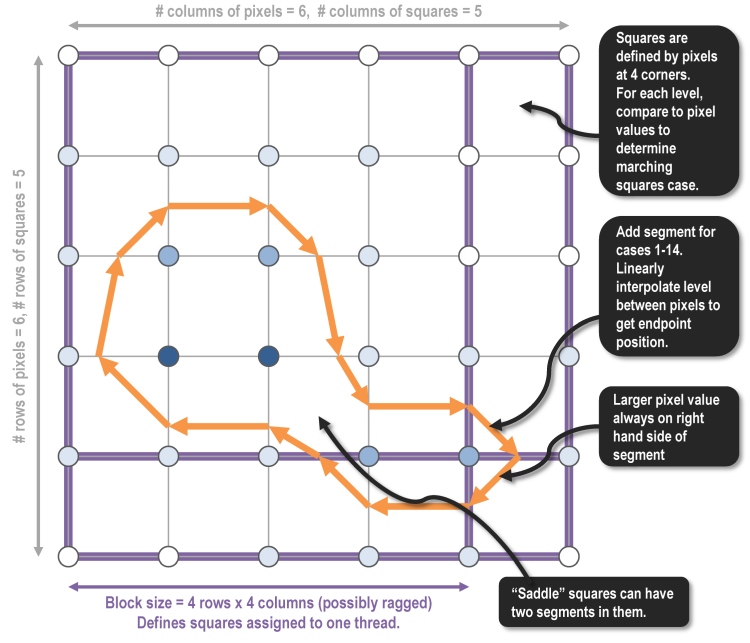 # columns of pixels = 6,  # columns of squares = 5
# rows of pixels = 6, # rows of squares = 5
Squares are
defined by pixels
at 4 corners.
For each level,
compare to pixel
values to
determine
marching
squares case.
Add segment for
cases 1-14.
Linearly
interpolate level
between pixels to
get endpoint
position.
Larger pixel value
always on right
hand side of
segment
“Saddle” squares can have
two segments in them.
Block size = 4 rows x 4 columns (possibly ragged)
Defines squares assigned to one thread.